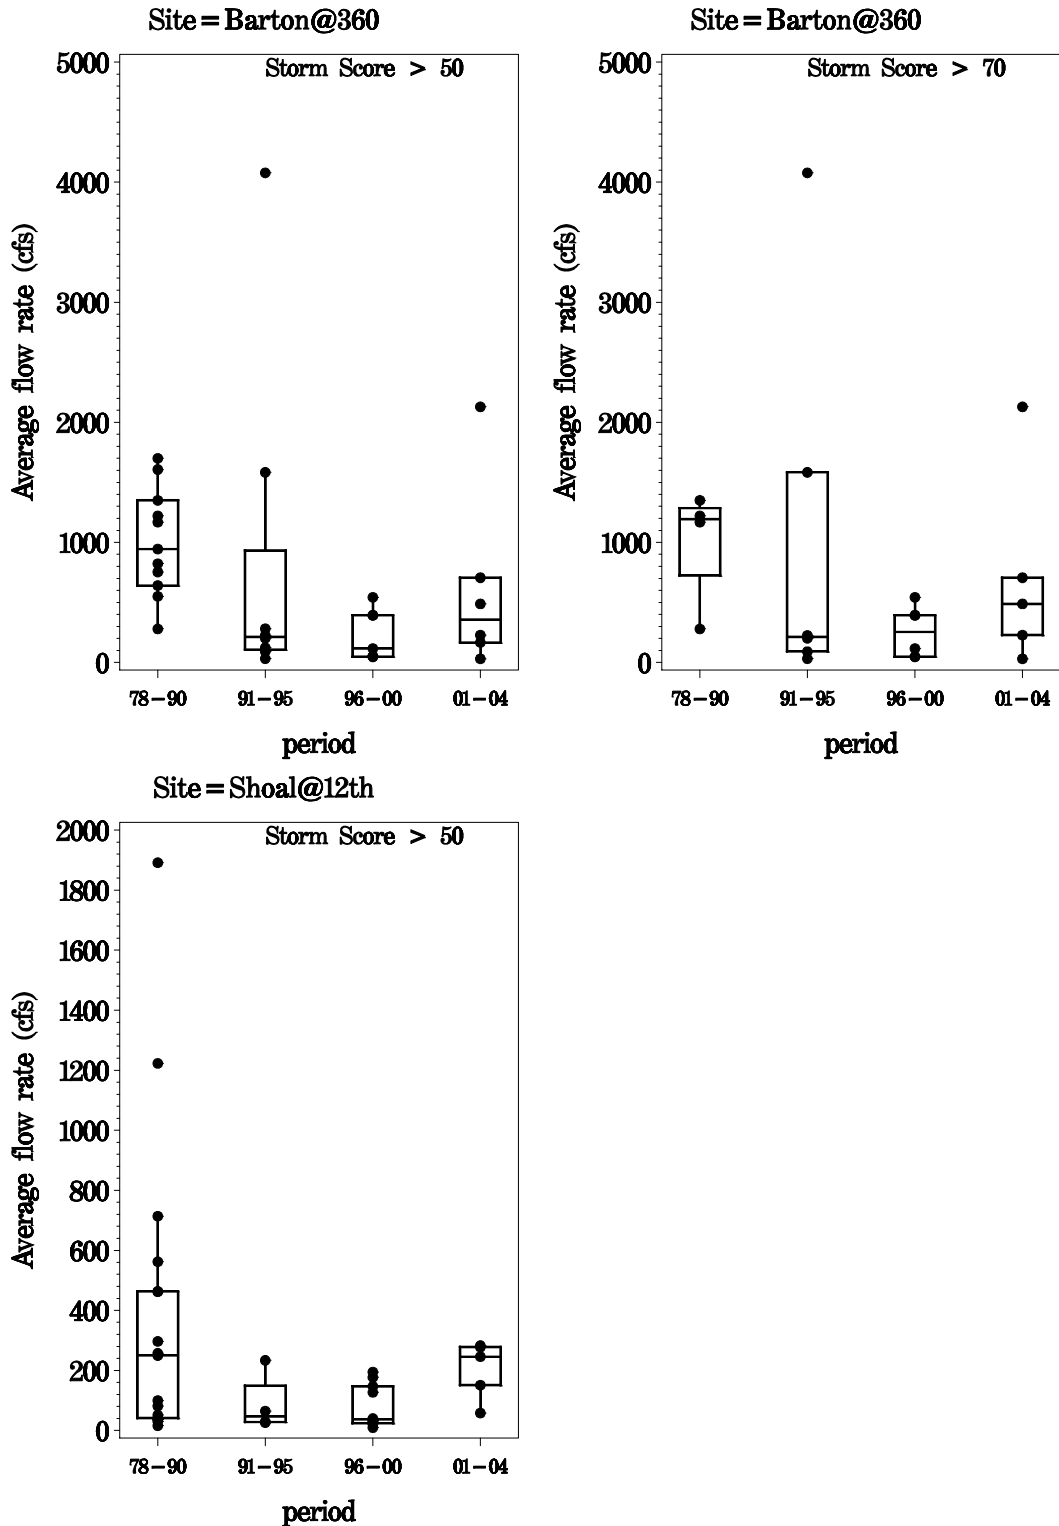 Site=Barton@360
Storm Score > 50
5000
4000
3000
2000
1000
0
Average flow rate (cfs)
78-90 91-95 96-00 01-04
period
Site=Barton@360
Storm Score > 70
5000
4000
3000
2000
1000
0
Average flow rate (cfs)
78-90 91-95 96-00 01-04
period
Site=Shoal@12th
Storm Score > 50
2000
1800
1600
1400
1200
1000
800
600
400
200
0
Average flow rate (cfs)
78-90 91-95 96-00 01-04
period